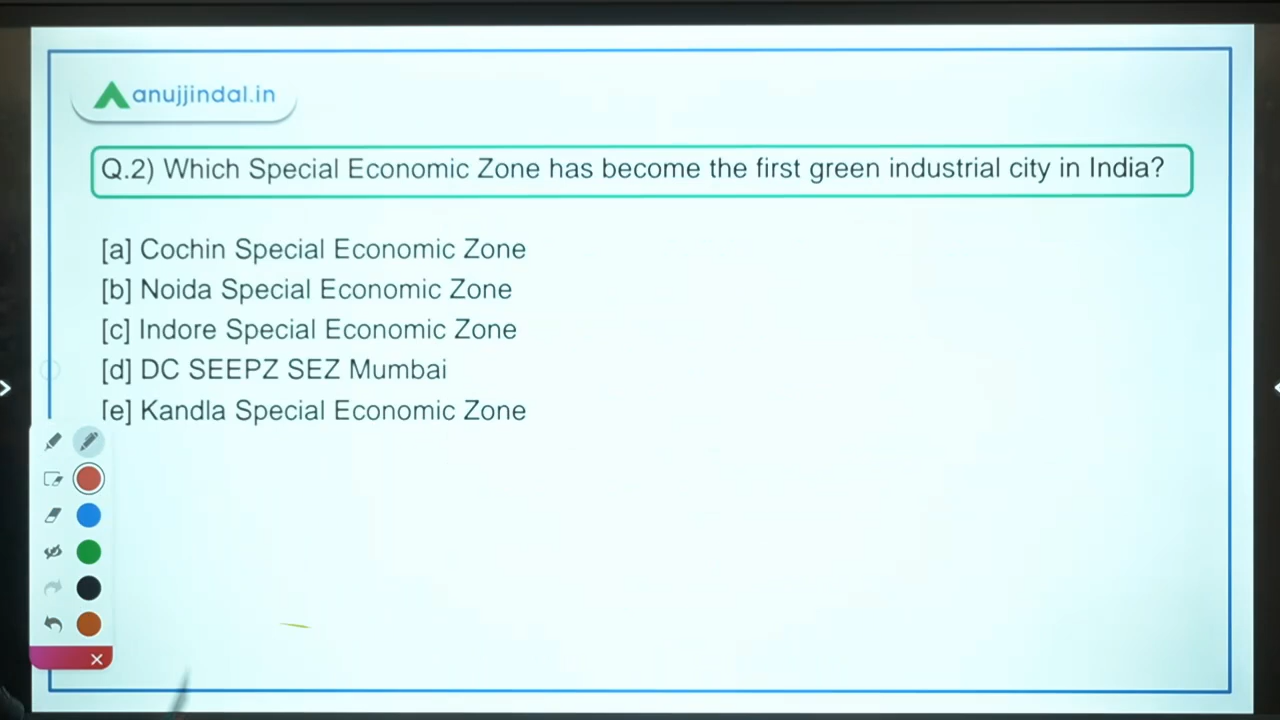 anujjindal.in
Q.2) Which Special Economic Zone has become the first green industrial city in India?
[a] Cochin Special Economic Zone
[b] Noida Special Economic Zone
[c] Indore Special Economic Zone
[d] DC SEEPZ SEZ Mumbai
[e] Kandla Special Economic Zone